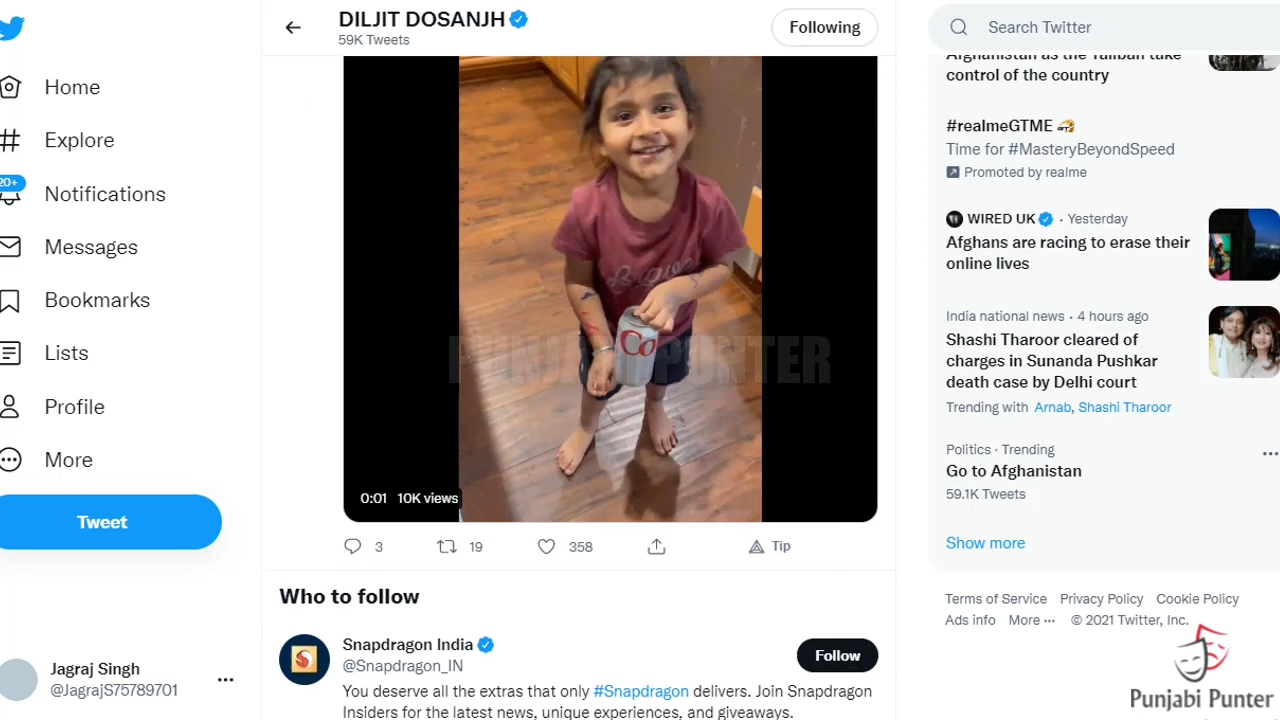 DILJIT DOSANJH
59K Tweets
Following
Search Twitter
20+
Home
Explore
Notifications
Messages
Bookmarks
Lists
Profile
More
Tweet
Jagraj Singh
@JagrajS75789701
Co
PUNJABI PUNTER
0:01 10K views
3 19 358 Tip
Who to follow
Snapdragon India
@Snapdragon_IN
Follow
You deserve all the extras that only #Snapdragon delivers. Join Snapdragon
Insiders for the latest news, unique experiences, and giveaways.
Afghanistan as the Taliban take
control of the country
#realmeGTME
Time for #MasteryBeyondSpeed
Promoted by realme
WIRED UK · Yesterday
Afghans are racing to erase their
online lives
India national news · 4 hours ago
Shashi Tharoor cleared of
charges in Sunanda Pushkar
death case by Delhi court
Trending with Arnab, Shashi Tharoor
Politics · Trending
Go to Afghanistan
59.1K Tweets
Show more
Terms of Service Privacy Policy Cookie Policy
Ads info More ··· © 2021 Twitter, Inc.
Punjabi Punter